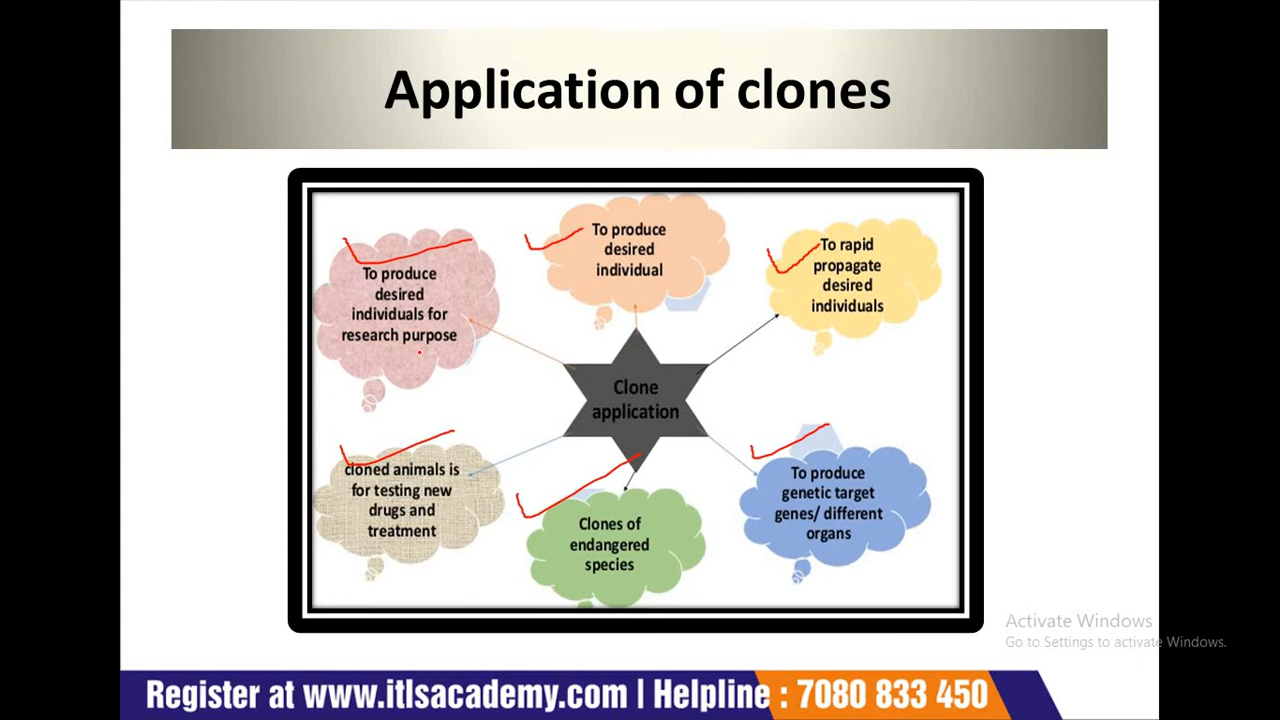 Application of clones
To produce
desired
individuals for
research purpose
To produce
desired
individual
To rapid
propagate
desired
individuals
Clone
application
cloned animals is
for testing new
drugs and
treatment
Clones of
endangered
species
To produce
genetic target
genes/ different
organs
Activate Windows
Go to Settings to activate Windows.
Register at www.itlsacademy.com | Helpline : 7080 833 450